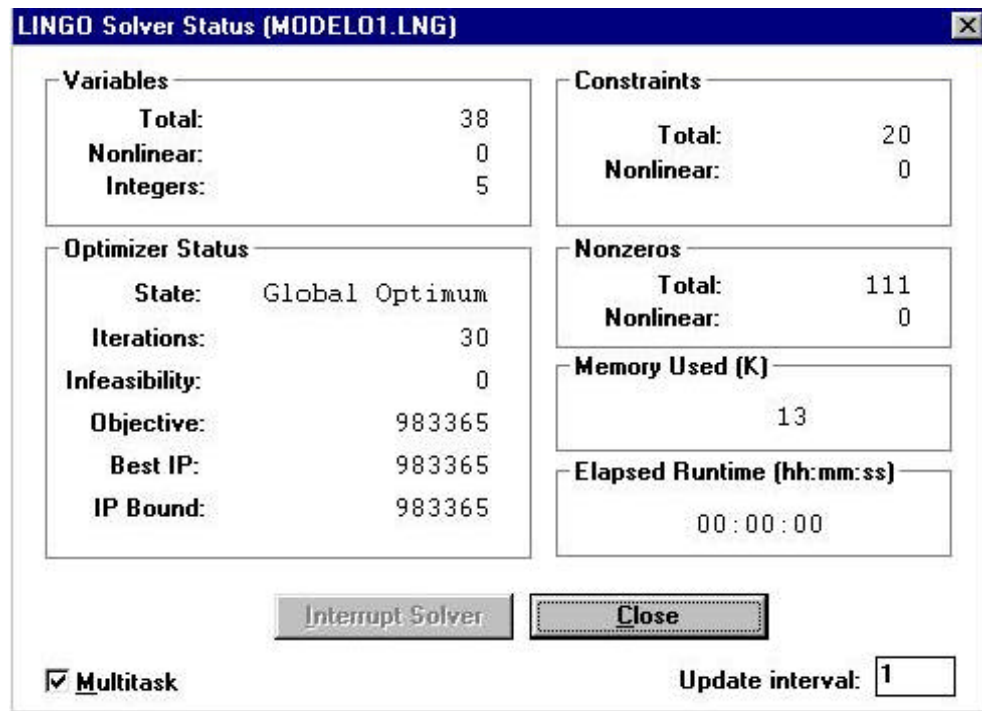 LINGO Solver Status (MODELO1.LNG)
Variables
Total: 38
Nonlinear: 0
Integers: 5
Constraints
Total: 20
Nonlinear: 0
Optimizer Status
State: Global Optimum
Iterations: 30
Infeasibility: 0
Objective: 983365
Best IP: 983365
IP Bound: 983365
Nonzeros
Total: 111
Nonlinear: 0
Memory Used (K)
13
Elapsed Runtime (hh:mm:ss)
00:00:00
Interrupt Solver
Close
Multitask
Update interval: 1